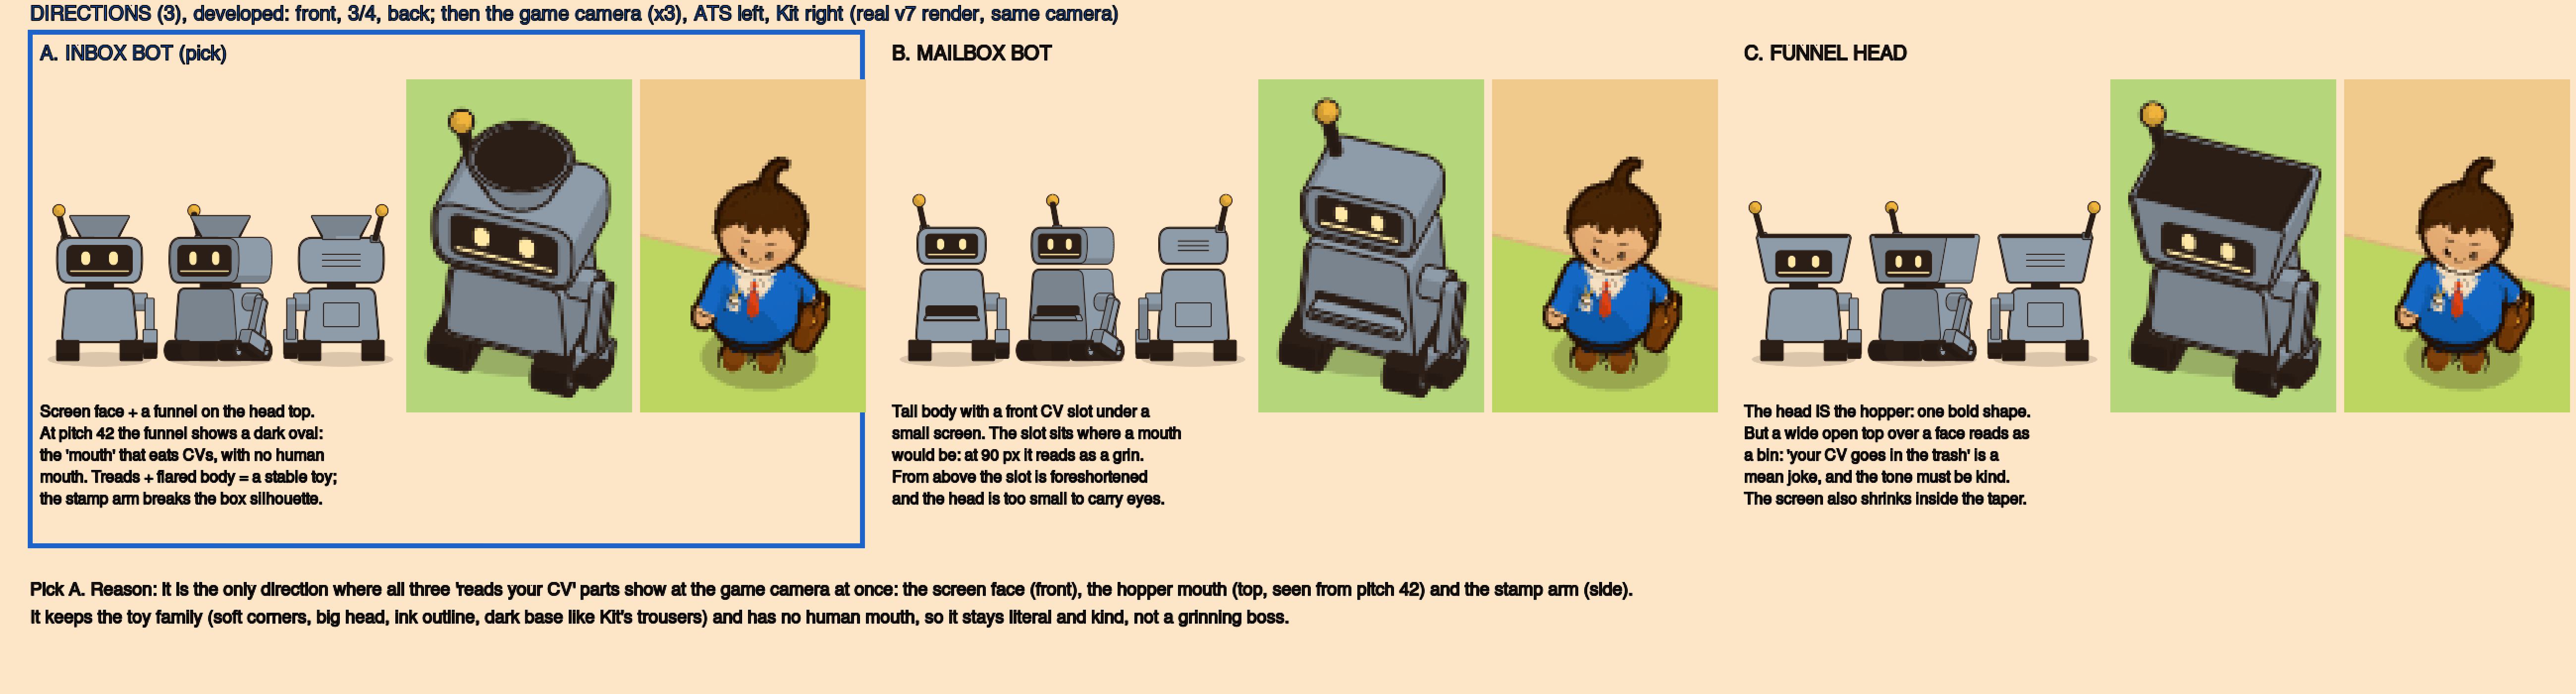 DIRECTIONS (3), developed: front, 3/4, back; then the game camera (x3), ATS left, Kit right (real v7 render, same camera)
A. INBOX BOT (pick)
Screen face + a funnel on the head top.
At pitch 42 the funnel shows a dark oval:
the 'mouth' that eats CVs, with no human
mouth. Treads + flared body = a stable toy;
the stamp arm breaks the box silhouette.
B. MAILBOX BOT
Tall body with a front CV slot under a
small screen. The slot sits where a mouth
would be: at 90 px it reads as a grin.
From above the slot is foreshortened
and the head is too small to carry eyes.
C. FUNNEL HEAD
The head IS the hopper: one bold shape.
But a wide open top over a face reads as
a bin: 'your CV goes in the trash' is a
mean joke, and the tone must be kind.
The screen also shrinks inside the taper.
Pick A. Reason: it is the only direction where all three 'reads your CV' parts show at the game camera at once: the screen face (front), the hopper mouth (top, seen from pitch 42) and the stamp arm (side).
It keeps the toy family (soft corners, big head, ink outline, dark base like Kit's trousers) and has no human mouth, so it stays literal and kind, not a grinning boss.